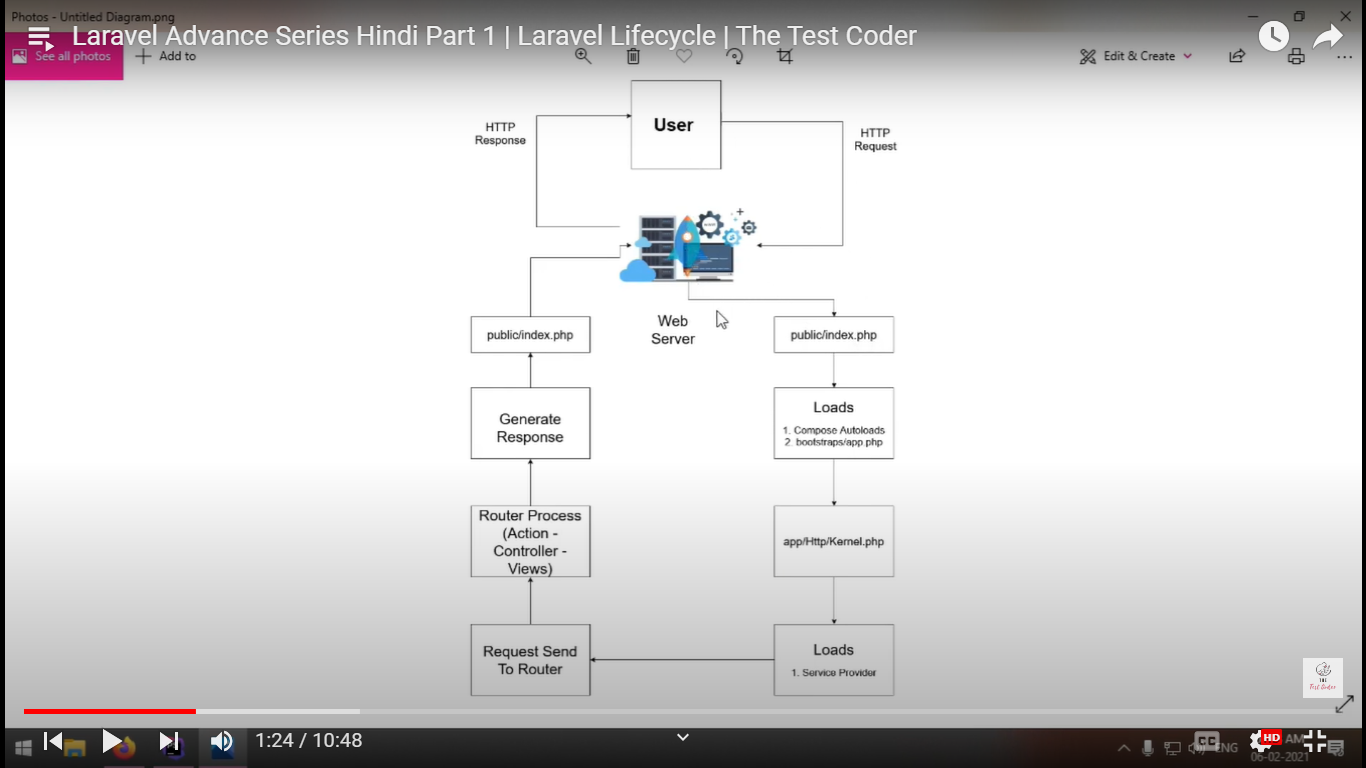 Photos - Untitled Diagram.png
Laravel Advance Series Hindi Part 1 | Laravel Lifecycle | The Test Coder
See all photos
Add to
Edit & Create
User
HTTP
Response
HTTP
Request
Web
Server
public/index.php
public/index.php
Generate
Response
Loads
1. Compose Autoloads
2. bootstraps/app.php
Router Process
(Action -
Controller -
Views)
app/Http/Kernel.php
Request Send
To Router
Loads
1. Service Provider
THE
Test Coder
1:24 / 10:48
CC
HD
ENG
AM
06-02-2021